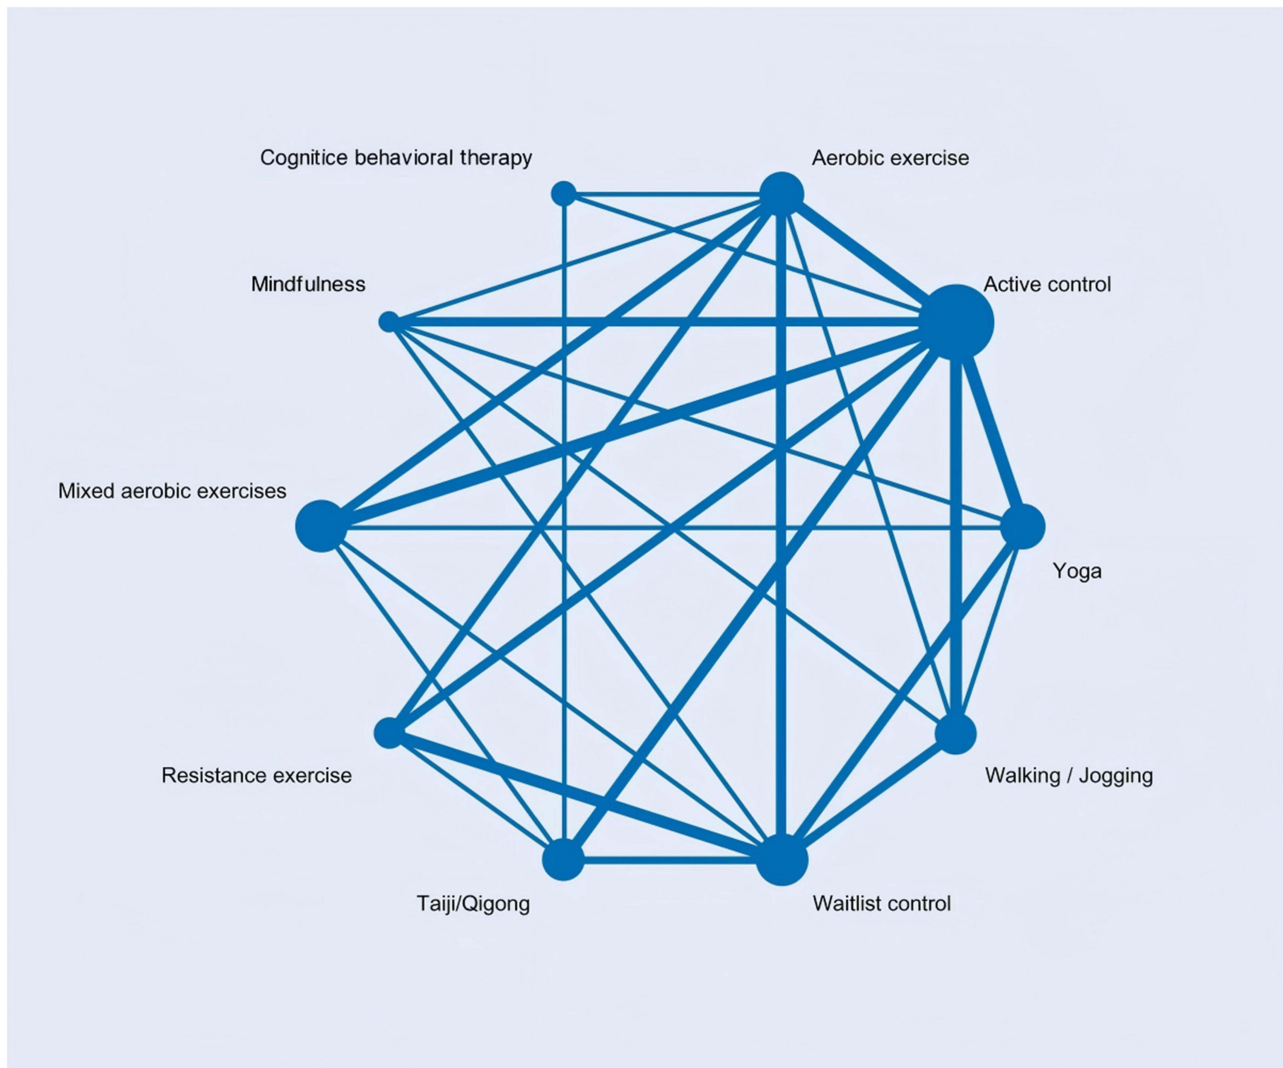 Cognitice behavioral therapy
Aerobic exercise
Mindfulness
Active control
Mixed aerobic exercises
Yoga
Resistance exercise
Walking / Jogging
Taiji/Qigong
Waitlist control